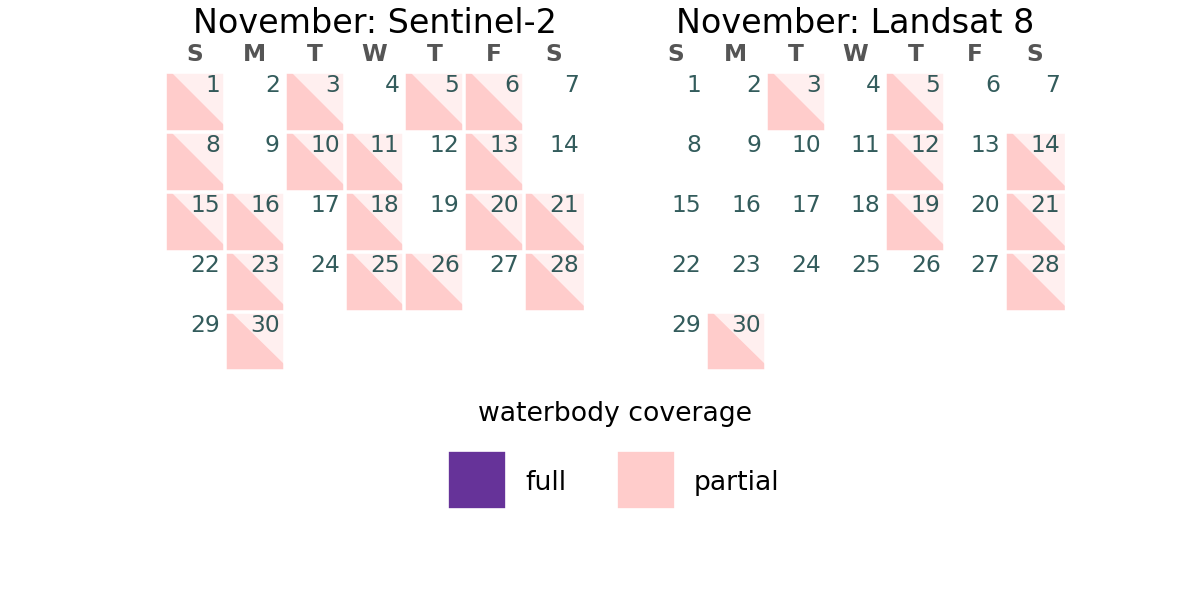 November: Sentinel-2
S M T W T F S
1 2 3 4 5 6 7
8 9 10 11 12 13 14
15 16 17 18 19 20 21
22 23 24 25 26 27 28
29 30
November: Landsat 8
S M T W T F S
1 2 3 4 5 6 7
8 9 10 11 12 13 14
15 16 17 18 19 20 21
22 23 24 25 26 27 28
29 30
waterbody coverage
full
partial